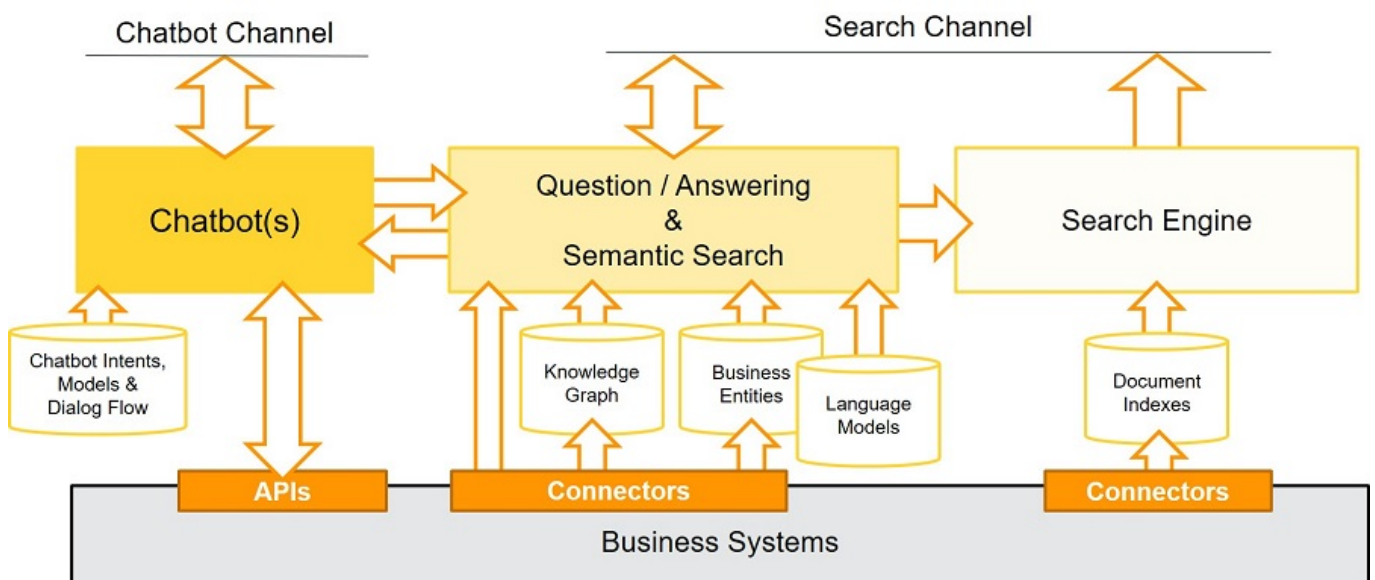 Chatbot Channel
Search Channel
Chatbot(s)
Question / Answering
&
Semantic Search
Search Engine
Chatbot Intents,
Models &
Dialog Flow
Knowledge
Graph
Business
Entities
Language
Models
Document
Indexes
APIs
Connectors
Connectors
Business Systems